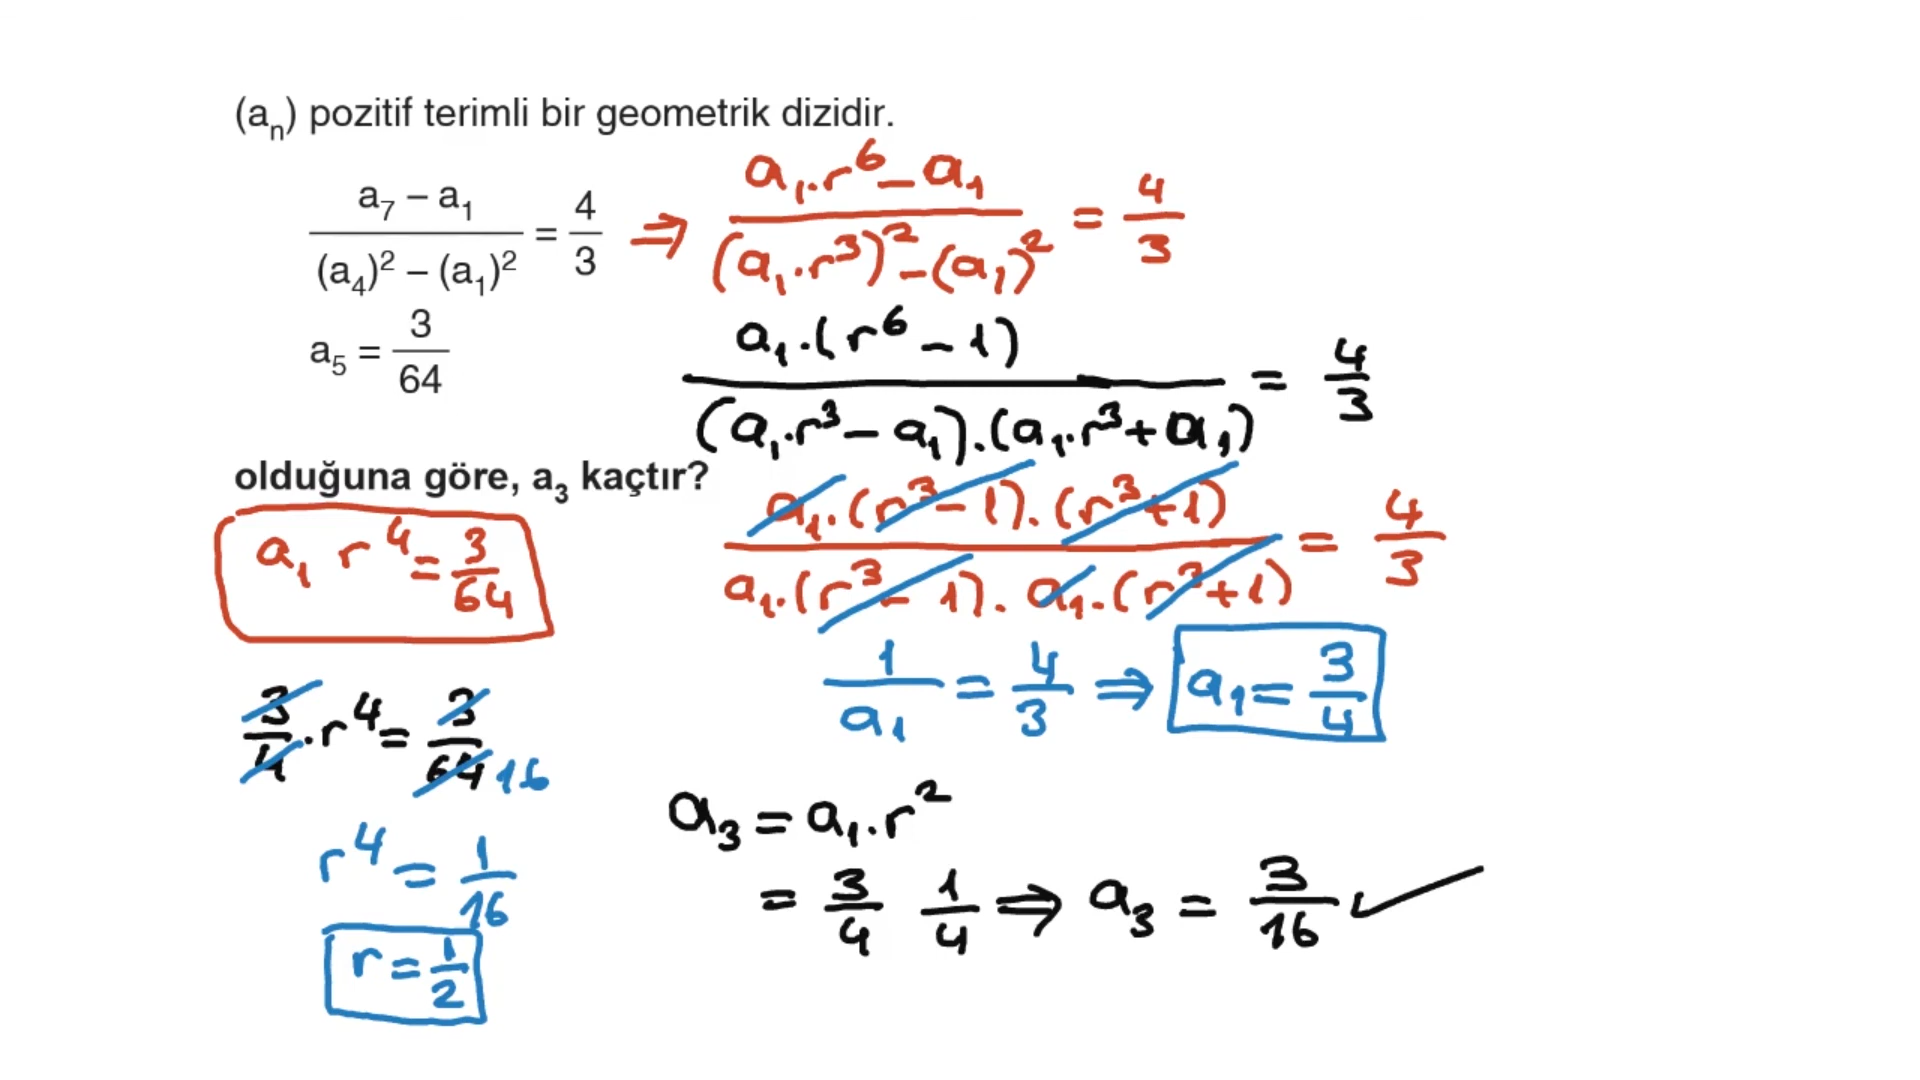 (aₙ) pozitif terimli bir geometrik dizidir.
(a₇ – a₁) / ((a₄)² – (a₁)²) = 4/3 ⇒ (a₁.r⁶ – a₁) / ((a₁.r³)² – (a₁)²) = 4/3
a₅ = 3/64
(a₁.(r⁶ – 1)) / ((a₁.r³ – a₁).(a₁.r³ + a₁)) = 4/3
olduğuna göre, a₃ kaçtır?
(a₁.(r³ – 1).(r³ + 1)) / (a₁.(r³ – 1).a₁.(r³ + 1)) = 4/3
a₁ r⁴ = 3/64
1/a₁ = 4/3 ⇒ a₁ = 3/4
3/4 . r⁴ = 3/64 16
r⁴ = 1/16
r = 1/2
a₃ = a₁.r²
= 3/4 1/4 ⇒ a₃ = 3/16 ✓